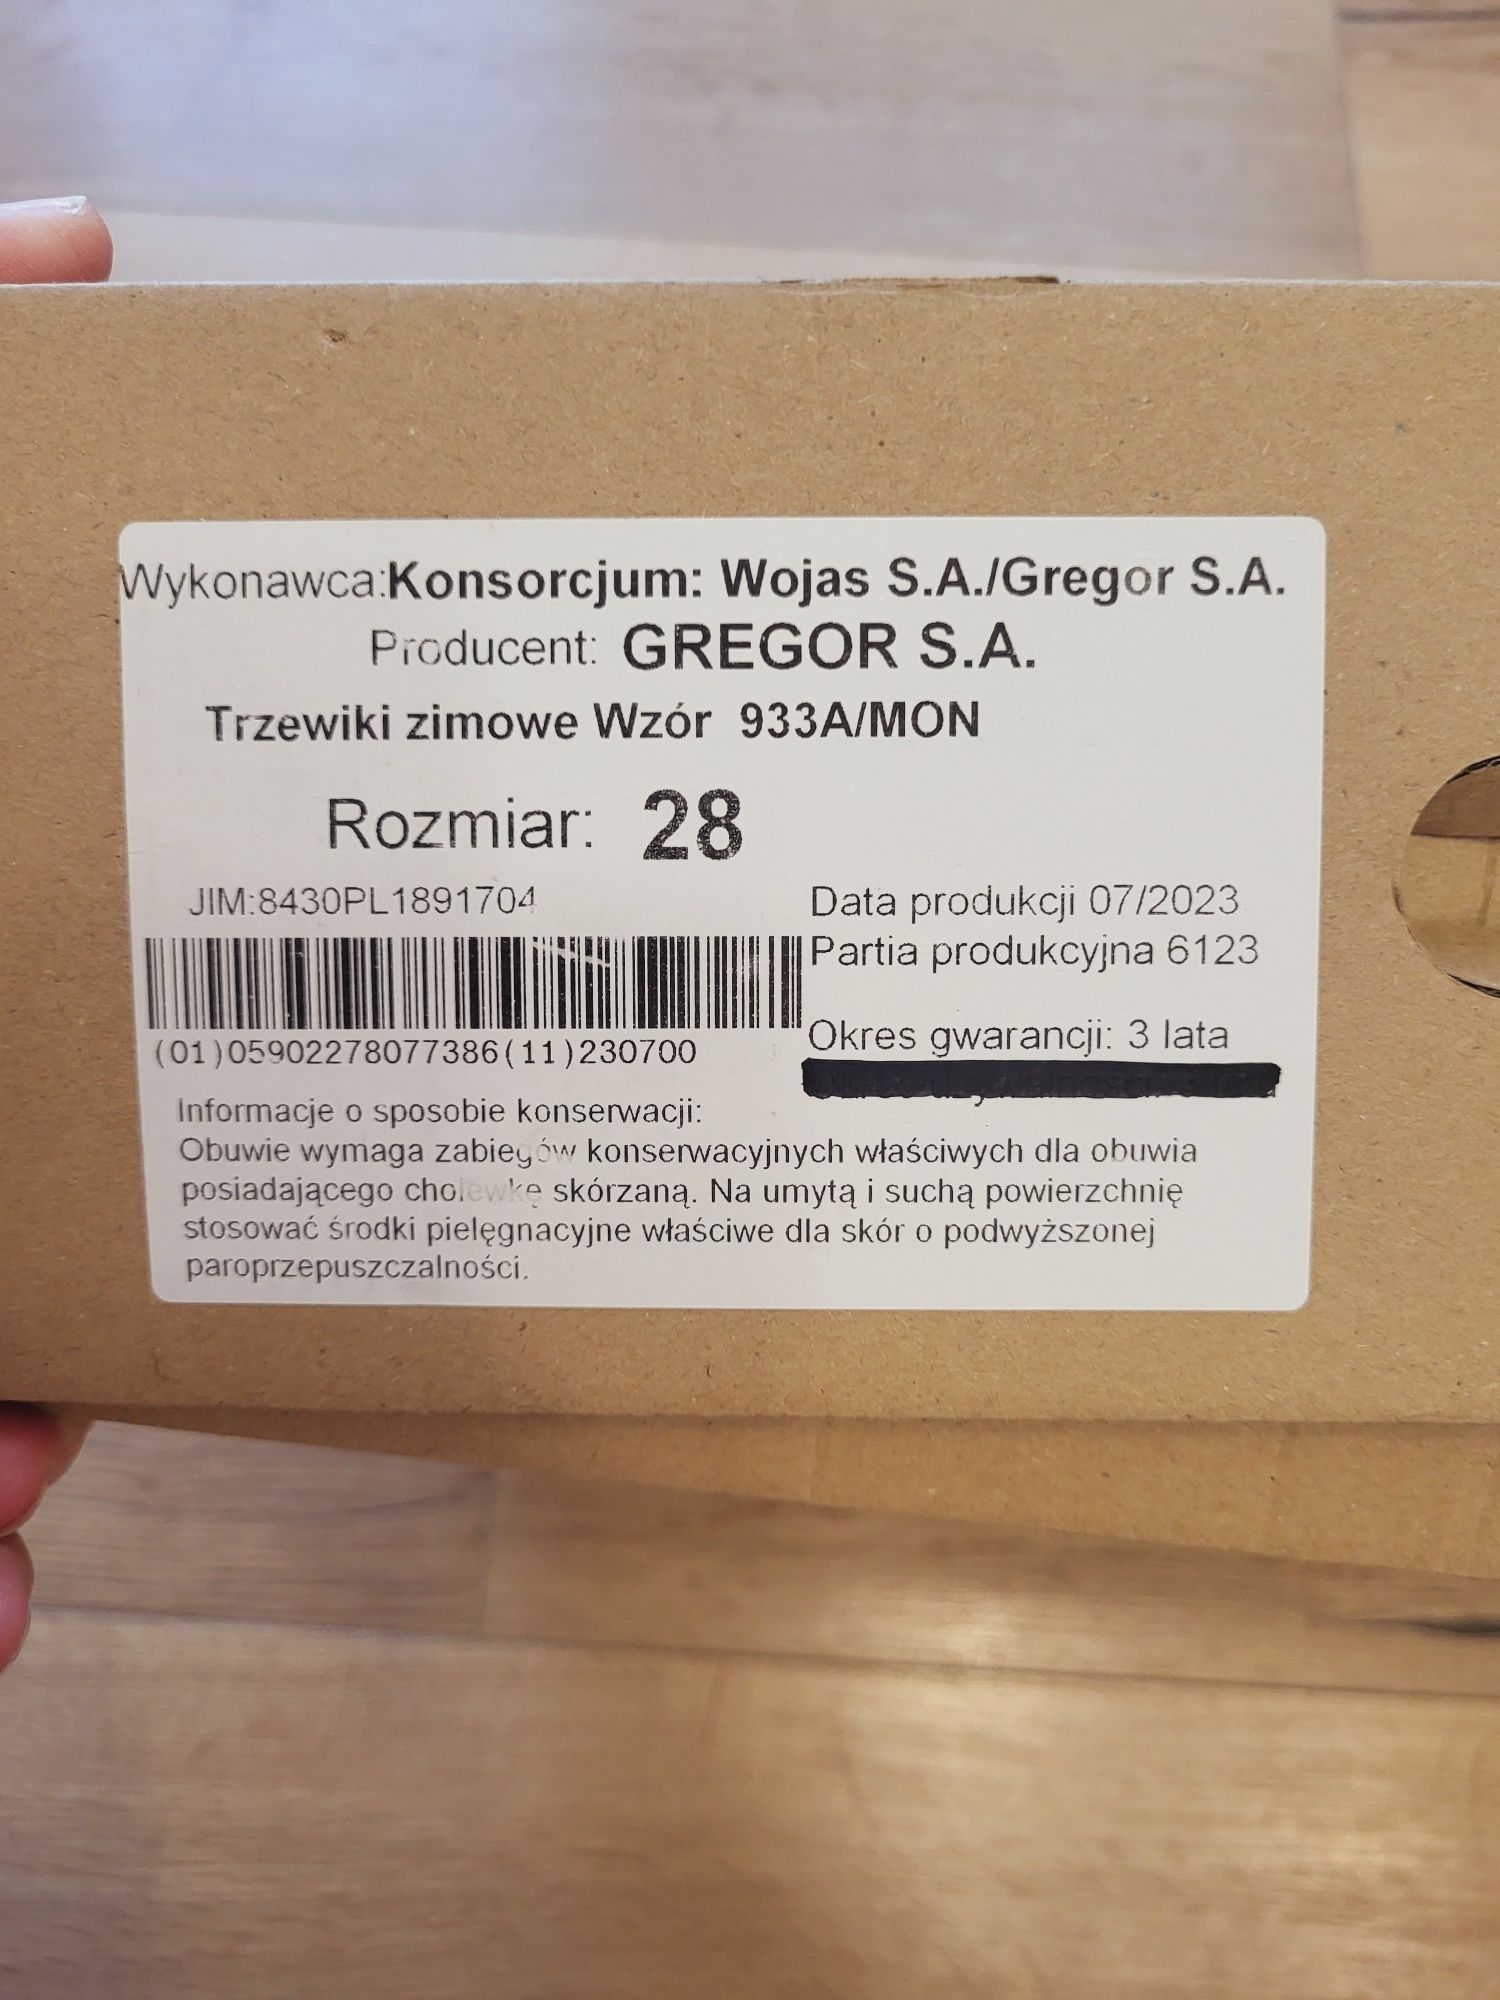 Wykonawca:Konsorcjum: Wojas S.A./Gregor S.A.
Producent: GREGOR S.A.
Trzewiki zimowe Wzór 933A/MON
Rozmiar: 28
JIM:8430PL1891704
Data produkcji 07/2023
Partia produkcyjna 6123
(01)05902278077386(11)230700
Okres gwarancji: 3 lata
Informacje o sposobie konserwacji:
Obuwie wymaga zabiegów konserwacyjnych właściwych dla obuwia
posiadającego cholewkę skórzaną. Na umytą i suchą powierzchnię
stosować środki pielęgnacyjne właściwe dla skór o podwyższonej
paroprzepuszczalności.